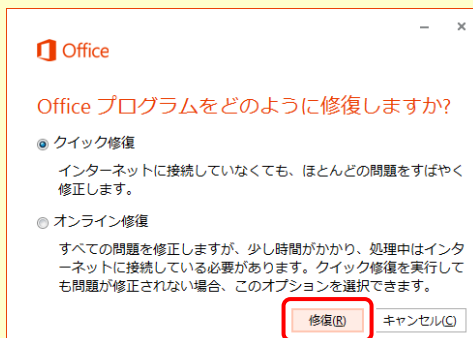 Office
Office プログラムをどのように修復しますか?
クイック修復
インターネットに接続していなくても、ほとんどの問題をすばやく
修正します。
オンライン修復
すべての問題を修正しますが、少し時間がかかり、処理中はインタ
ーネットに接続している必要があります。クイック修復を実行して
も問題が修正されない場合、このオプションを選択できます。
修復(R) キャンセル(C)